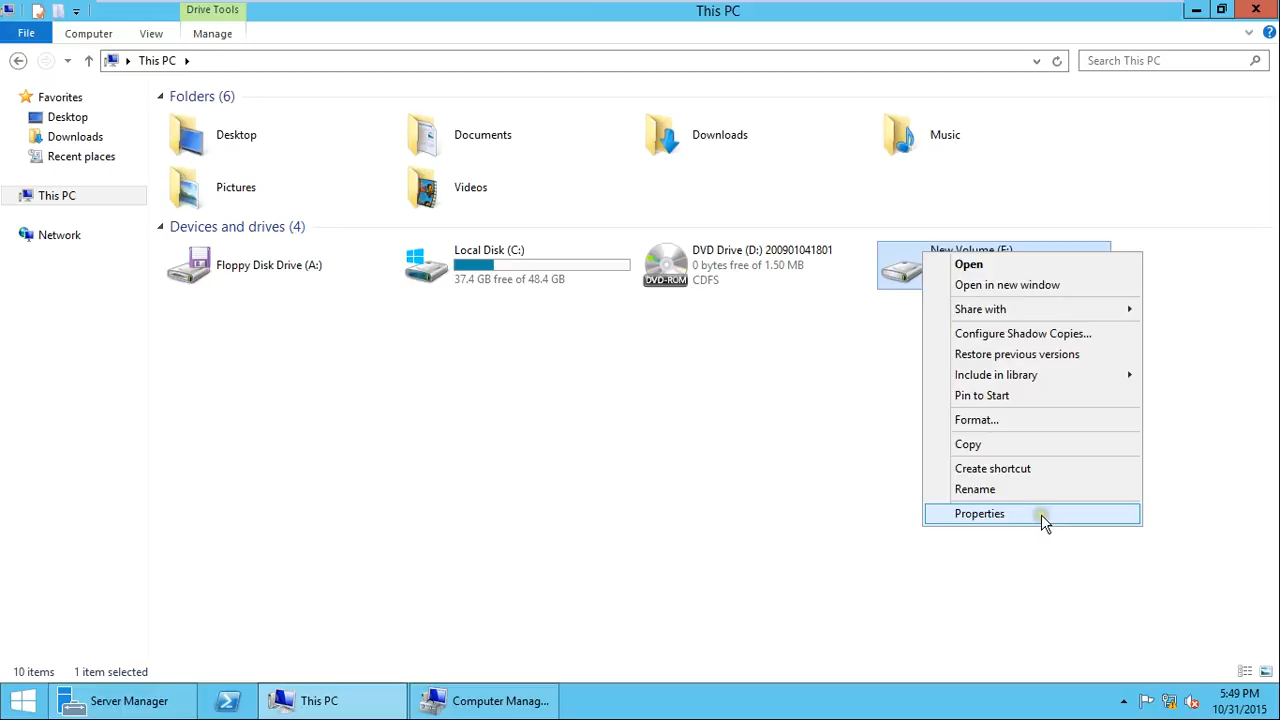 Drive Tools
This PC
File
Computer
View
Manage
This PC
Search This PC
Favorites
Desktop
Downloads
Recent places
This PC
Network
Folders (6)
Desktop
Documents
Downloads
Music
Pictures
Videos
Devices and drives (4)
Floppy Disk Drive (A:)
Local Disk (C:)
37.4 GB free of 48.4 GB
DVD Drive (D:) 200901041801
0 bytes free of 1.50 MB
CDFS
DVD-ROM
New Volume
Open
Open in new window
Share with
Configure Shadow Copies...
Restore previous versions
Include in library
Pin to Start
Format...
Copy
Create shortcut
Rename
Properties
10 items
1 item selected
Server Manager
This PC
Computer Manag...
5:49 PM
10/31/2015